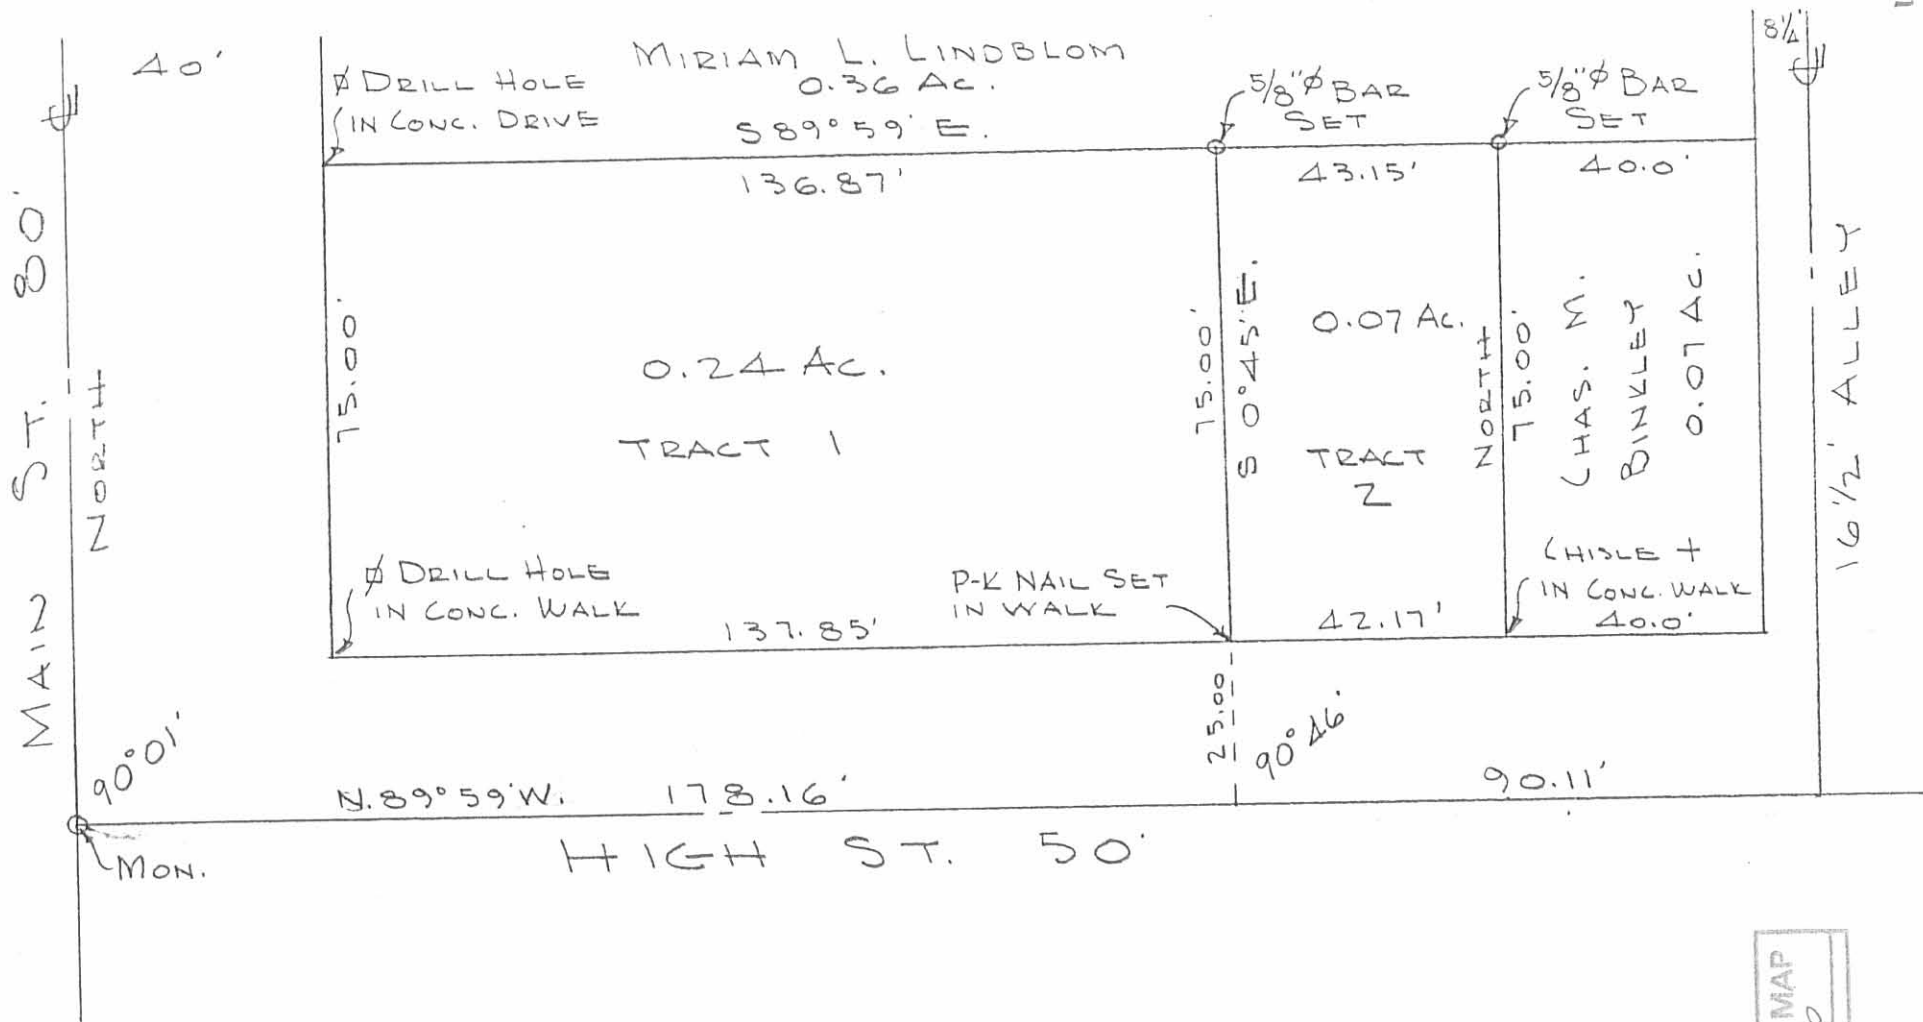 40'
MIRIAM L. LINDBLOM
0.36 AC.
S 89° 59' E.
Ø DRILL HOLE
IN CONC. DRIVE
5/8"Ø BAR
SET
5/8"Ø BAR
SET
8 1/4'
136.87'
43.15'
40.0'
MAIN ST. 80'
NORTH
75.00'
0.24 AC.
TRACT 1
75.00'
S 0°45' E.
0.07 AC.
TRACT
2
NORTH
75.00'
CHAS. M.
BINKLEY
0.07 AC.
16 1/2' ALLEY
Ø DRILL HOLE
IN CONC. WALK
P-K NAIL SET
IN WALK
CHISLE +
IN CONC. WALK
137.85'
42.17'
40.0'
25.00
90°01'
90°46'
N. 89°59' W. 178.16'
90.11'
MON.
HIGH ST. 50'
MAP